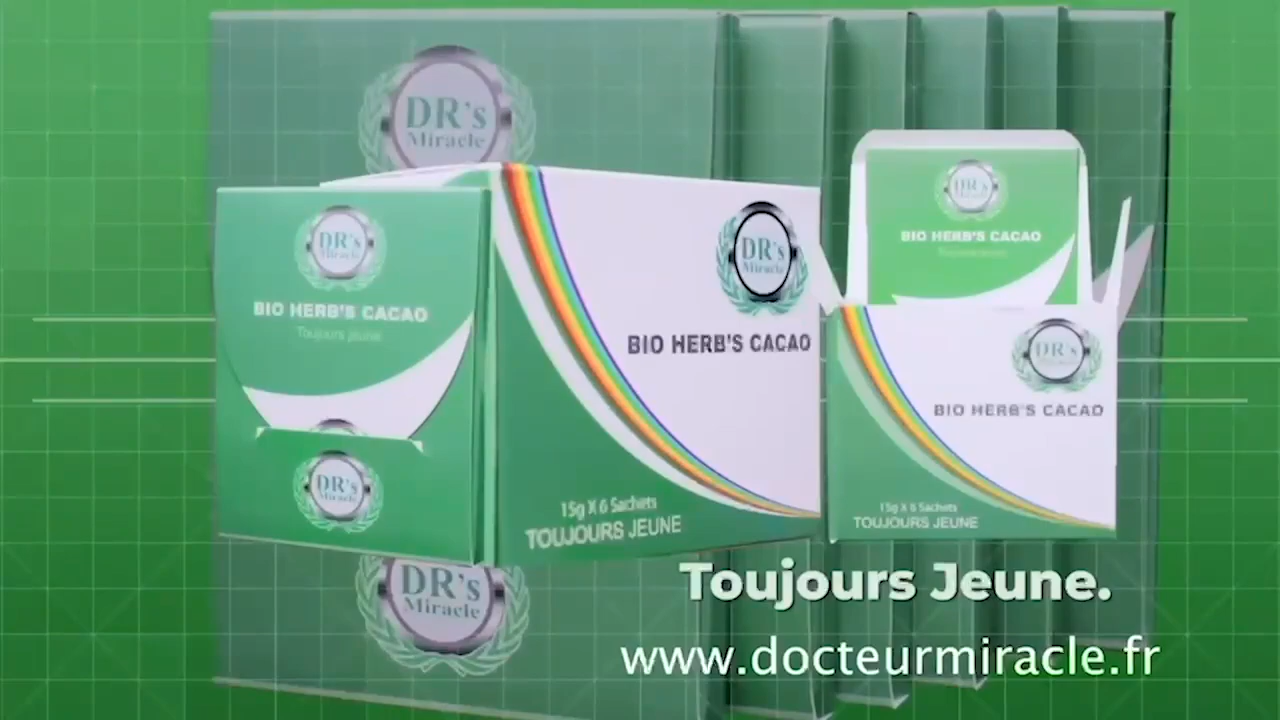 DR's
Miracle
DR's
Miracle
BIO HERB'S CACAO
Toujours jeune
DR's
Miracle
DR's
Miracle
BIO HERB'S CACAO
15g X 6 Sachets
TOUJOURS JEUNE
DR's
Miracle
BIO HERB'S CACAO
DR's
BIO HERB'S CACAO
15g X 6 Sachets
TOUJOURS JEUNE
DR's
Miracle
Toujours Jeune.
www.docteurmiracle.fr